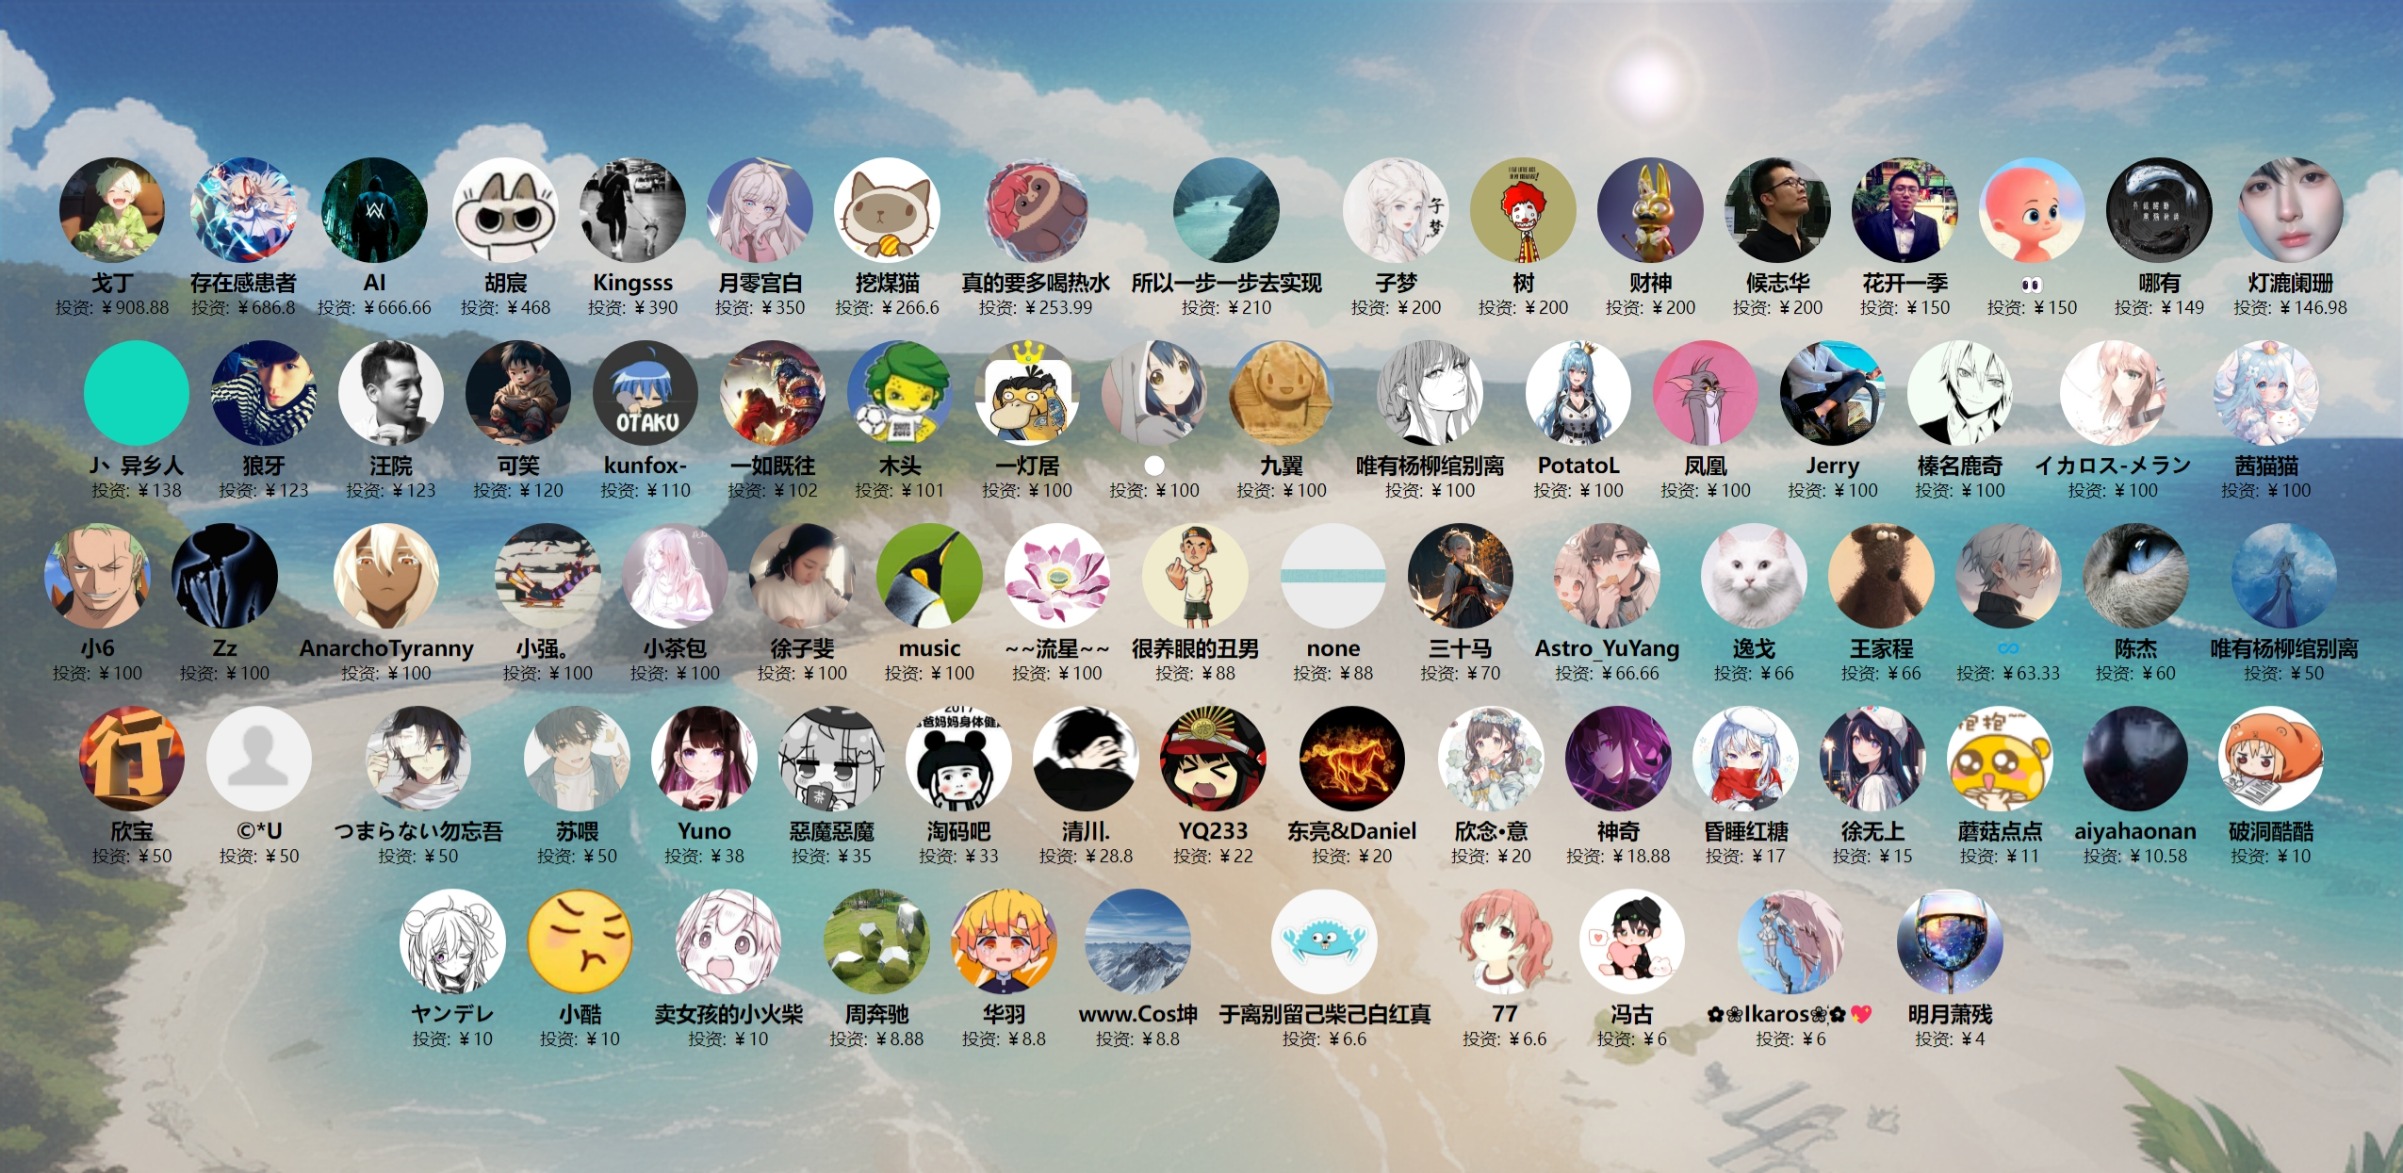 戈丁
投资: ¥908.88
存在感患者
投资: ¥686.8
AI
投资: ¥666.66
胡宸
投资: ¥468
Kingsss
投资: ¥390
月零宫白
投资: ¥350
挖煤猫
投资: ¥266.6
真的要多喝热水
投资: ¥253.99
所以一步一步去实现
投资: ¥210
子梦
子梦
投资: ¥200
树
投资: ¥200
财神
投资: ¥200
候志华
投资: ¥200
花开一季
投资: ¥150
👀
投资: ¥150
哪有
投资: ¥149
灯漉阑珊
投资: ¥146.98
J、异乡人
投资: ¥138
狼牙
投资: ¥123
汪院
投资: ¥123
可笑
投资: ¥120
OTAKU
kunfox-
投资: ¥110
一如既往
投资: ¥102
木头
投资: ¥101
一灯居
投资: ¥100
投资: ¥100
九翼
投资: ¥100
唯有杨柳绾别离
投资: ¥100
PotatoL
投资: ¥100
凤凰
投资: ¥100
Jerry
投资: ¥100
榛名鹿奇
投资: ¥100
イカロス-メラン
投资: ¥100
茜猫猫
投资: ¥100
小6
投资: ¥100
Zz
投资: ¥100
AnarchoTyranny
投资: ¥100
小强。
投资: ¥100
小茶包
投资: ¥100
徐子斐
投资: ¥100
music
投资: ¥100
~~流星~~
投资: ¥100
很养眼的丑男
投资: ¥88
none
投资: ¥88
三十马
投资: ¥70
Astro_YuYang
投资: ¥66.66
逸戈
投资: ¥66
王家程
投资: ¥66
∞
投资: ¥63.33
陈杰
投资: ¥60
唯有杨柳绾别离
投资: ¥50
行
欣宝
投资: ¥50
©*U
投资: ¥50
つまらない勿忘吾
投资: ¥50
苏喂
投资: ¥50
Yuno
投资: ¥38
茶
惡魔惡魔
投资: ¥35
2017
爸妈妈身体健
淘码吧
投资: ¥33
清川.
投资: ¥28.8
YQ233
投资: ¥22
东亮&Daniel
投资: ¥20
欣念•意
投资: ¥20
神奇
投资: ¥18.88
昏睡红糖
投资: ¥17
徐无上
投资: ¥15
抱抱~~
蘑菇点点
投资: ¥11
aiyahaonan
投资: ¥10.58
破洞酷酷
投资: ¥10
ヤンデレ
投资: ¥10
小酷
投资: ¥10
卖女孩的小火柴
投资: ¥10
周奔驰
投资: ¥8.88
华羽
投资: ¥8.8
www.Cos坤
投资: ¥8.8
于离别留己柴己白红真
投资: ¥6.6
77
投资: ¥6.6
冯古
投资: ¥6
✿❀Ikaros❀✿💖
投资: ¥6
明月萧残
投资: ¥4